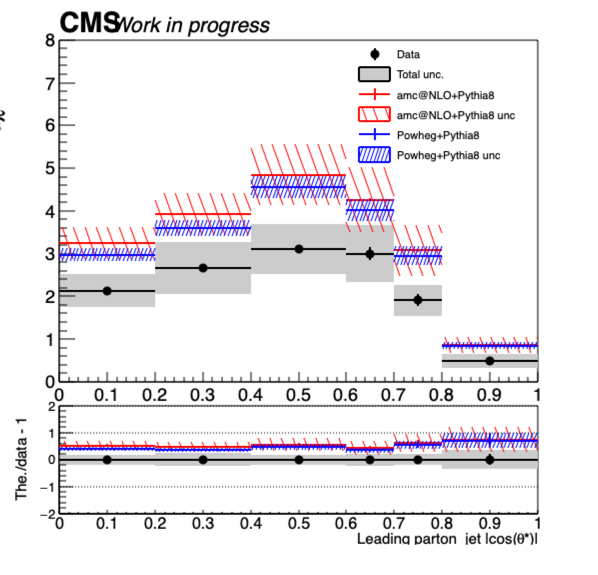 CMS Work in progress
8
7
6
5
4
3
2
1
0
Data
Total unc.
amc@NLO+Pythia8
amc@NLO+Pythia8 unc
Powheg+Pythia8
Powheg+Pythia8 unc
0 0.1 0.2 0.3 0.4 0.5 0.6 0.7 0.8 0.9 1
The./data - 1
2
1
0
−1
−2
0 0.1 0.2 0.3 0.4 0.5 0.6 0.7 0.8 0.9 1
Leading parton jet |cos(θ*)|